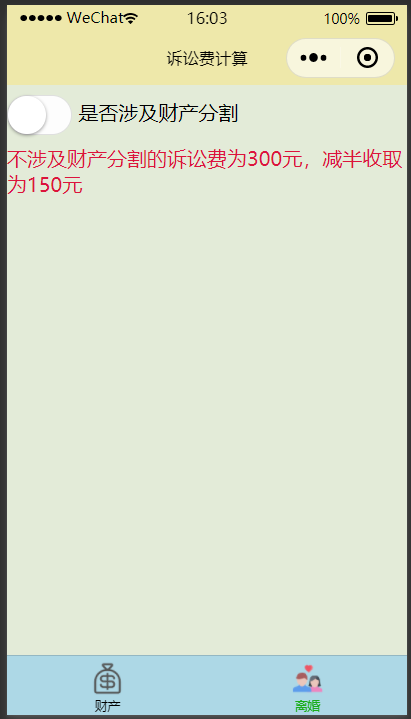 ●●●●● WeChat 16:03 100%
诉讼费计算
是否涉及财产分割
不涉及财产分割的诉讼费为300元，减半收取
为150元
财产 离婚